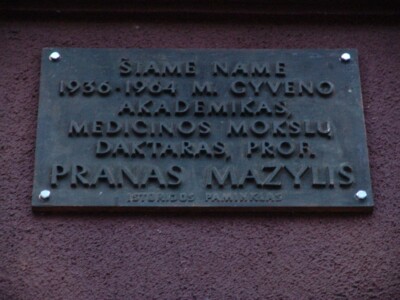 ŠIAME NAME
1936-1964 M. GYVENO
AKADEMIKAS,
MEDICINOS MOKSLŲ
DAKTARAS, PROF.
PRANAS MAŽYLIS
ISTORIJOS PAMINKLAS